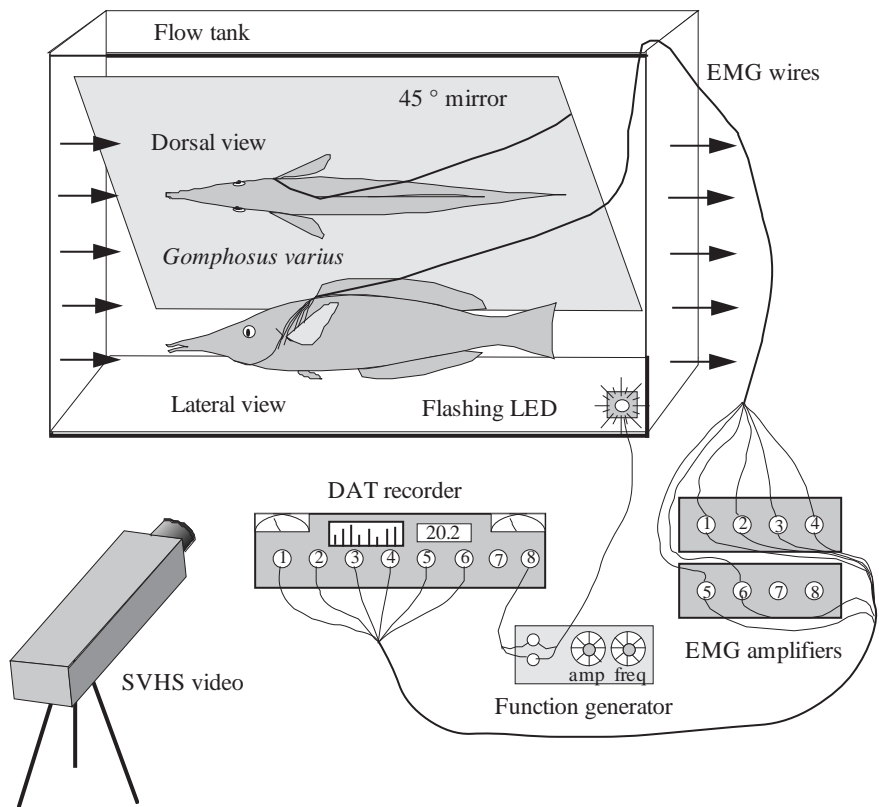 Flow tank
EMG wires
45 ° mirror
Dorsal view
Gomphosus varius
Lateral view
Flashing LED
DAT recorder
20.2
1 2 3 4 5 6 7 8
1 2 3 4
5 6 7 8
EMG amplifiers
SVHS video
amp freq
Function generator